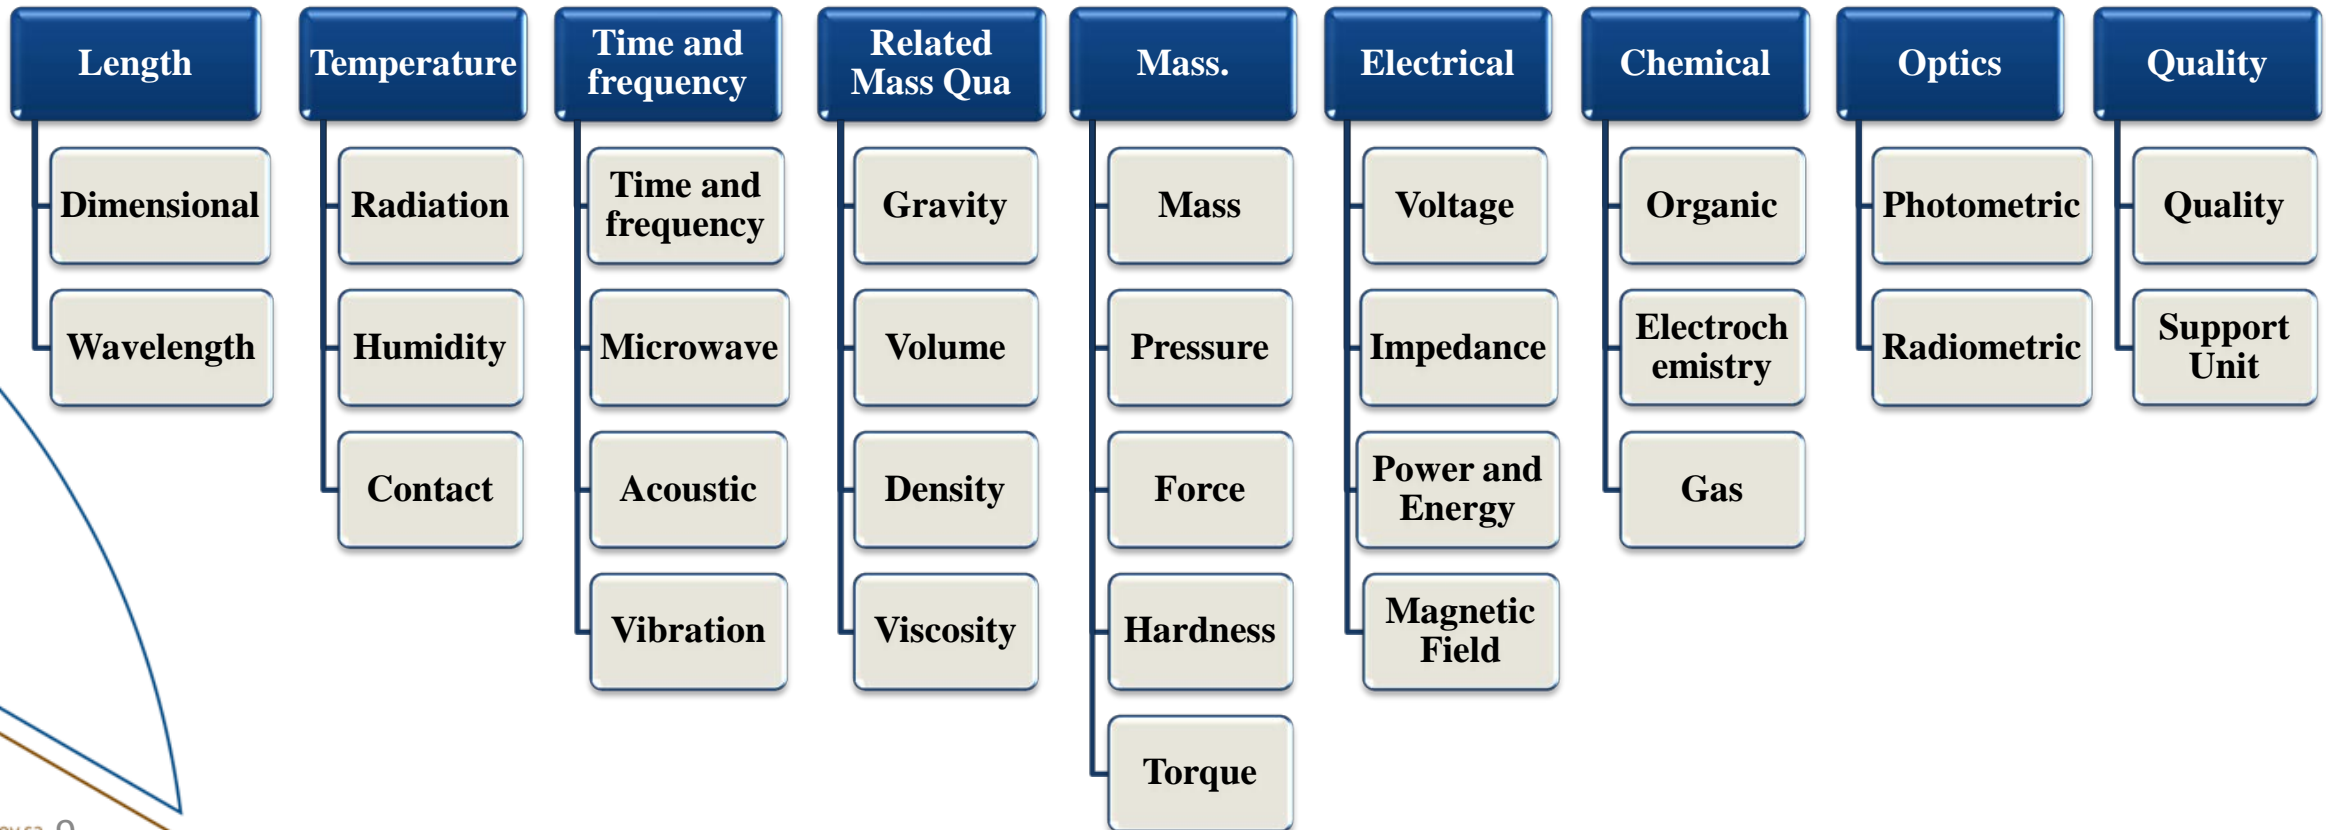 Length
Dimensional
Wavelength
Temperature
Radiation
Humidity
Contact
Time and
frequency
Time and
frequency
Microwave
Acoustic
Vibration
Related
Mass Qua
Gravity
Volume
Density
Viscosity
Mass.
Mass
Pressure
Force
Hardness
Torque
Electrical
Voltage
Impedance
Power and
Energy
Magnetic
Field
Chemical
Organic
Electroch
emistry
Gas
Optics
Photometric
Radiometric
Quality
Quality
Support
Unit